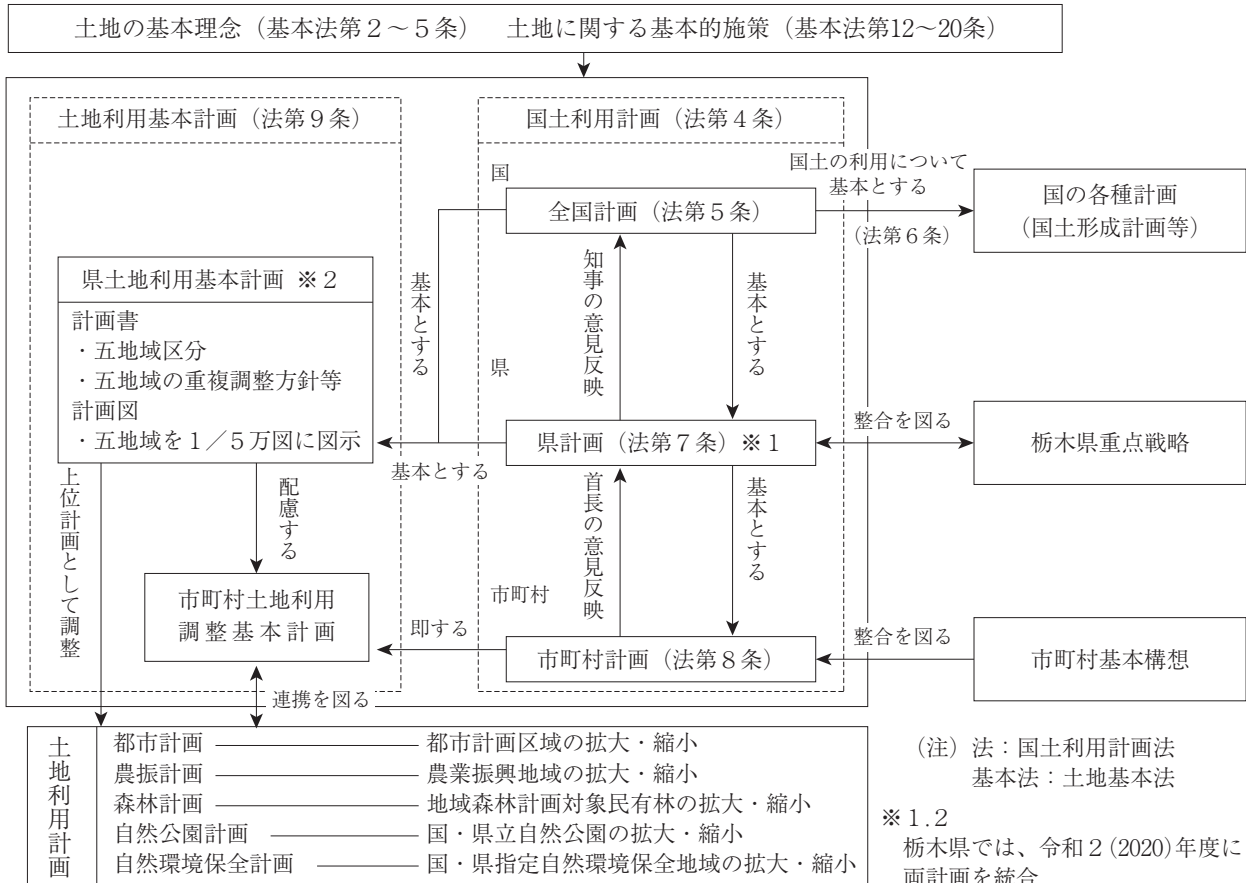 土地の基本理念（基本法第２～５条）　土地に関する基本的施策（基本法第12～20条）
土地利用基本計画（法第９条）
国土利用計画（法第４条）
国
全国計画（法第５条）
国土の利用について
基本とする
（法第６条）
国の各種計画
（国土形成計画等）
県土地利用基本計画 ※２
計画書
・五地域区分
・五地域の重複調整方針等
計画図
・五地域を１／５万図に図示
基本とする
知事の意見反映
基本とする
県
県計画（法第７条）※１
基本とする
整合を図る
栃木県重点戦略
上位計画として調整
配慮する
首長の意見反映
基本とする
市町村
市町村土地利用
調整基本計画
即する
市町村計画（法第８条）
整合を図る
市町村基本構想
連携を図る
土地利用計画
都市計画　都市計画区域の拡大・縮小
農振計画　農業振興地域の拡大・縮小
森林計画　地域森林計画対象民有林の拡大・縮小
自然公園計画　国・県立自然公園の拡大・縮小
自然環境保全計画　国・県指定自然環境保全地域の拡大・縮小
（注）法：国土利用計画法
基本法：土地基本法
※１.２
栃木県では、令和２(2020)年度に
両計画を統合